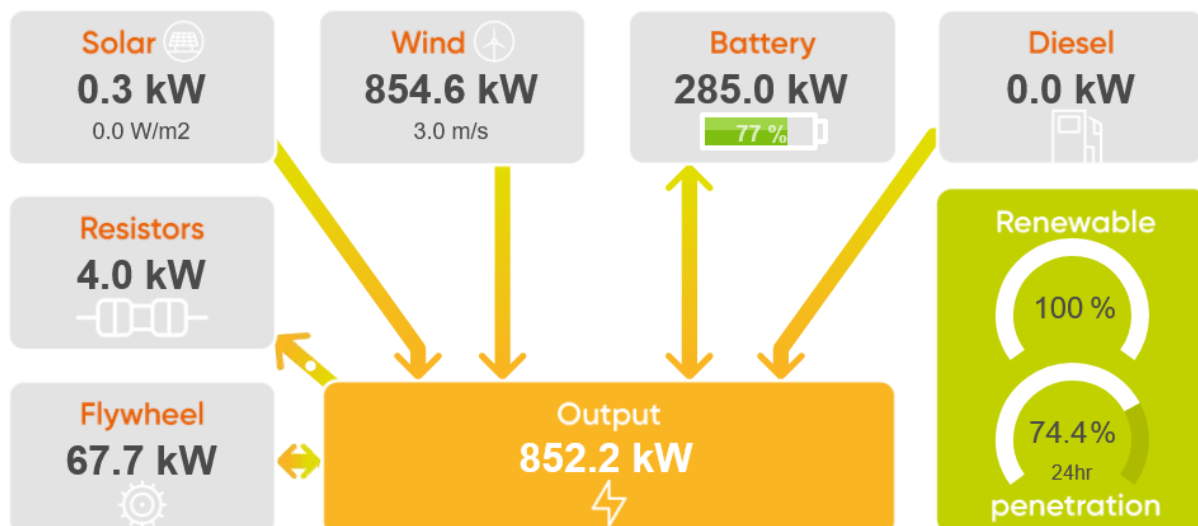 Solar
0.3 kW
0.0 W/m2
Wind
854.6 kW
3.0 m/s
Battery
285.0 kW
77 %
Diesel
0.0 kW
Resistors
4.0 kW
Flywheel
67.7 kW
Output
852.2 kW
Renewable
100 %
74.4 %
24hr
penetration